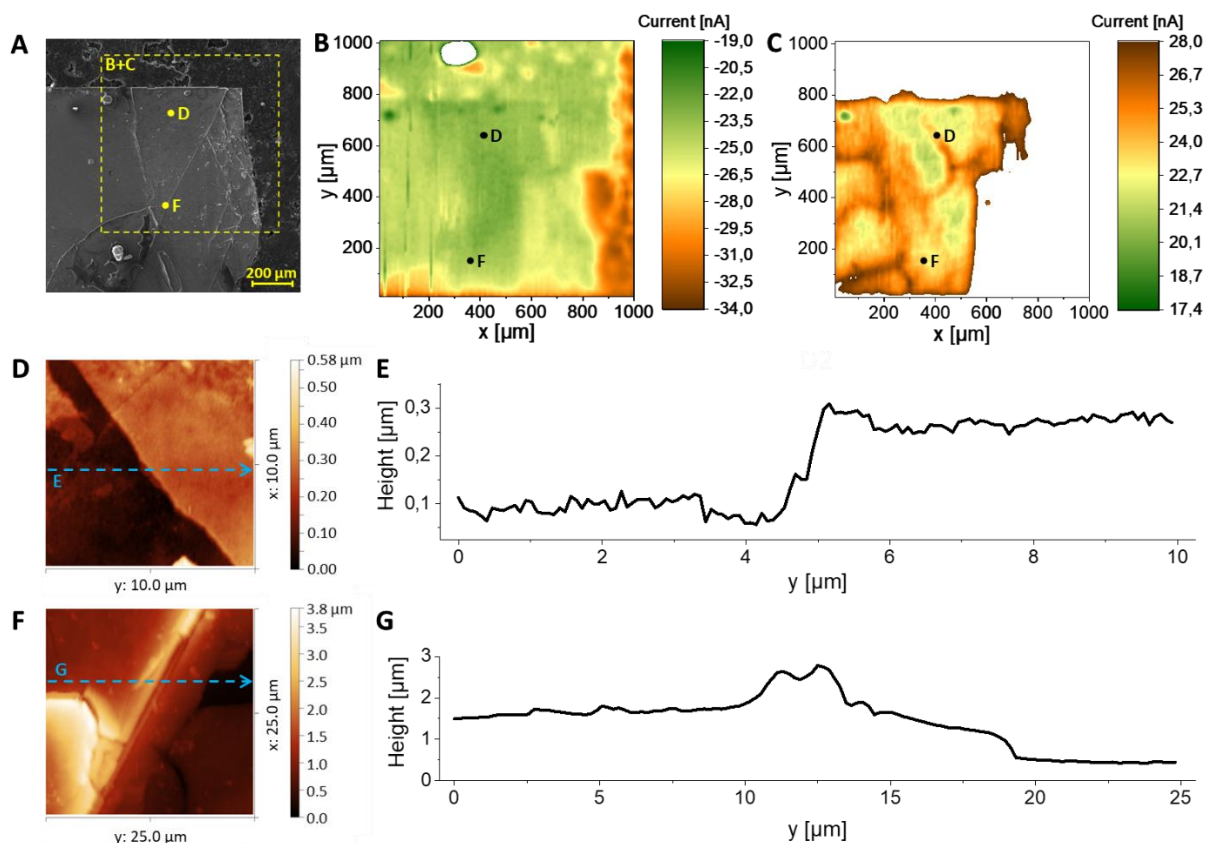 A
B+C
D
F
200 µm
B
Current [nA]
1000
800
600
400
200
y [µm]
200 400 600 800 1000
x [µm]
D
F
-19,0
-20,5
-22,0
-23,5
-25,0
-26,5
-28,0
-29,5
-31,0
-32,5
-34,0
C
Current [nA]
1000
800
600
400
200
y [µm]
200 400 600 800 1000
x [µm]
D
F
28,0
26,7
25,4
24,0
22,7
21,4
20,1
18,7
17,4
D
E
y: 10.0 µm
x: 10.0 µm
0.58 µm
0.50
0.40
0.30
0.20
0.10
0.00
E
Height [µm]
0,3
0,2
0,1
0 2 4 6 8 10
y [µm]
F
G
y: 25.0 µm
x: 25.0 µm
3.8 µm
3.5
3.0
2.5
2.0
1.5
1.0
0.5
0.0
G
Height [µm]
3
2
1
0
0 5 10 15 20 25
y [µm]